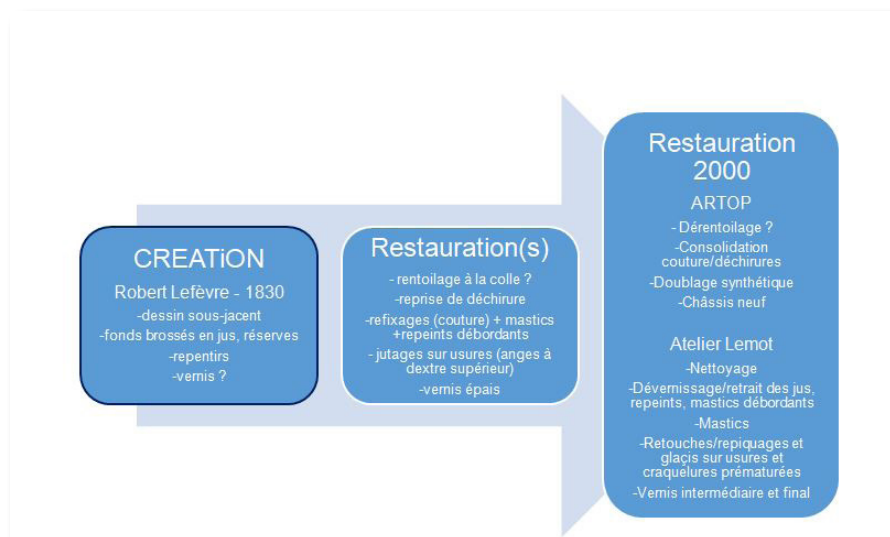 CREATiON
Robert Lefèvre - 1830
-dessin sous-jacent
-fonds brossés en jus, réserves
-repentirs
-vernis ?
Restauration(s)
- rentoilage à la colle ?
-reprise de déchirure
-refixages (couture) + mastics
+repeints débordants
- jutages sur usures (anges à
dextre supérieur)
-vernis épais
Restauration
2000
ARTOP
- Dérentoilage ?
-Consolidation
couture/déchirures
-Doublage synthétique
-Châssis neuf
Atelier Lemot
-Nettoyage
-Dévernissage/retrait des jus,
repeints, mastics débordants
-Mastics
-Retouches/repiquages et
glaçis sur usures et
craquelures prématurées
-Vernis intermédiaire et final